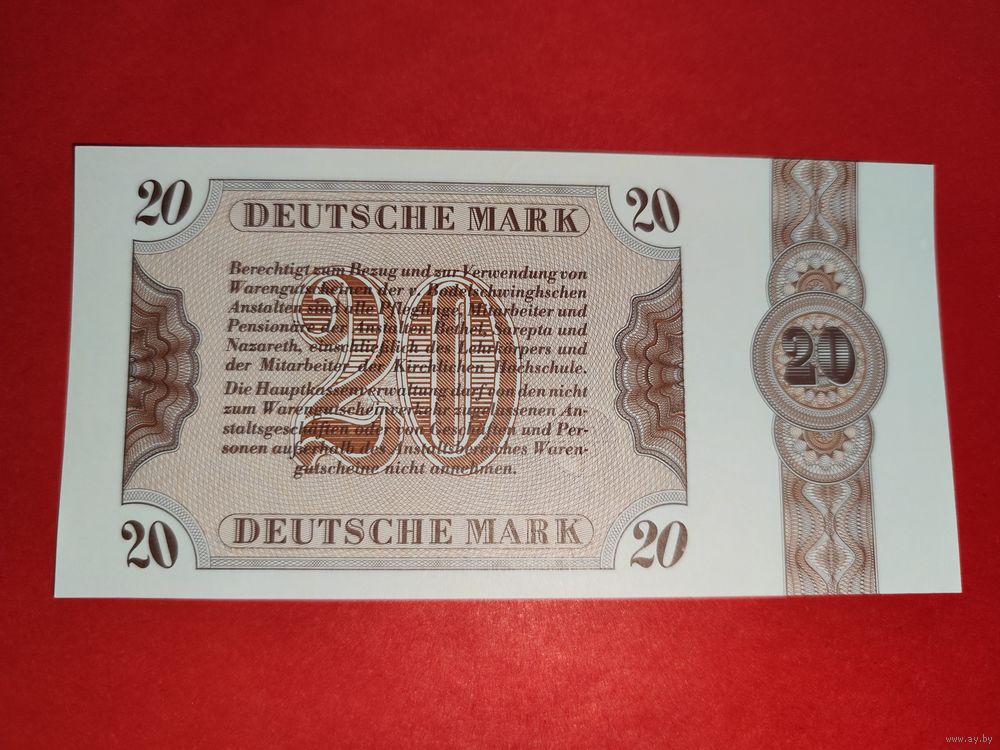 20 DEUTSCHE MARK 20
Berechtigt zum Bezug und zur Verwendung von
Warengutscheinen der v. Bodelschwinghschen
Anstalten sind alle Pfleglinge, Mitarbeiter und
Pensionäre der Anstalten Bethel, Sarepta und
Nazareth, einschließlich des Lehrkörpers und
der Mitarbeiter der Kirchlichen Hochschule.
Die Hauptkassenverwaltung darf von den nicht
zum Warengutscheinverkehr zugelassenen An-
staltsgeschäften oder von Geschäften und Per-
sonen außerhalb des Anstaltsbereiches Waren-
gutscheine nicht annehmen.
20
20 DEUTSCHE MARK 20
20
www.ay.by